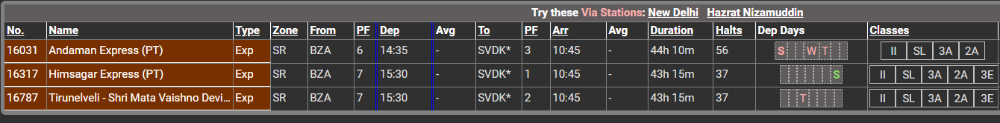 Try these Via Stations: New Delhi Hazrat Nizamuddin
No. Name Type Zone From PF Dep Avg To PF Arr Avg Duration Halts Dep Days Classes
16031 Andaman Express (PT) Exp SR BZA 6 14:35 - SVDK* 3 10:45 - 44h 10m 56 S W T II SL 3A 2A
16317 Himsagar Express (PT) Exp SR BZA 7 15:30 - SVDK* 1 10:45 - 43h 15m 37 S II SL 3A 2A 3E
16787 Tirunelveli - Shri Mata Vaishno Devi... Exp SR BZA 7 15:30 - SVDK* 2 10:45 - 43h 15m 37 T II SL 3A 2A 3E